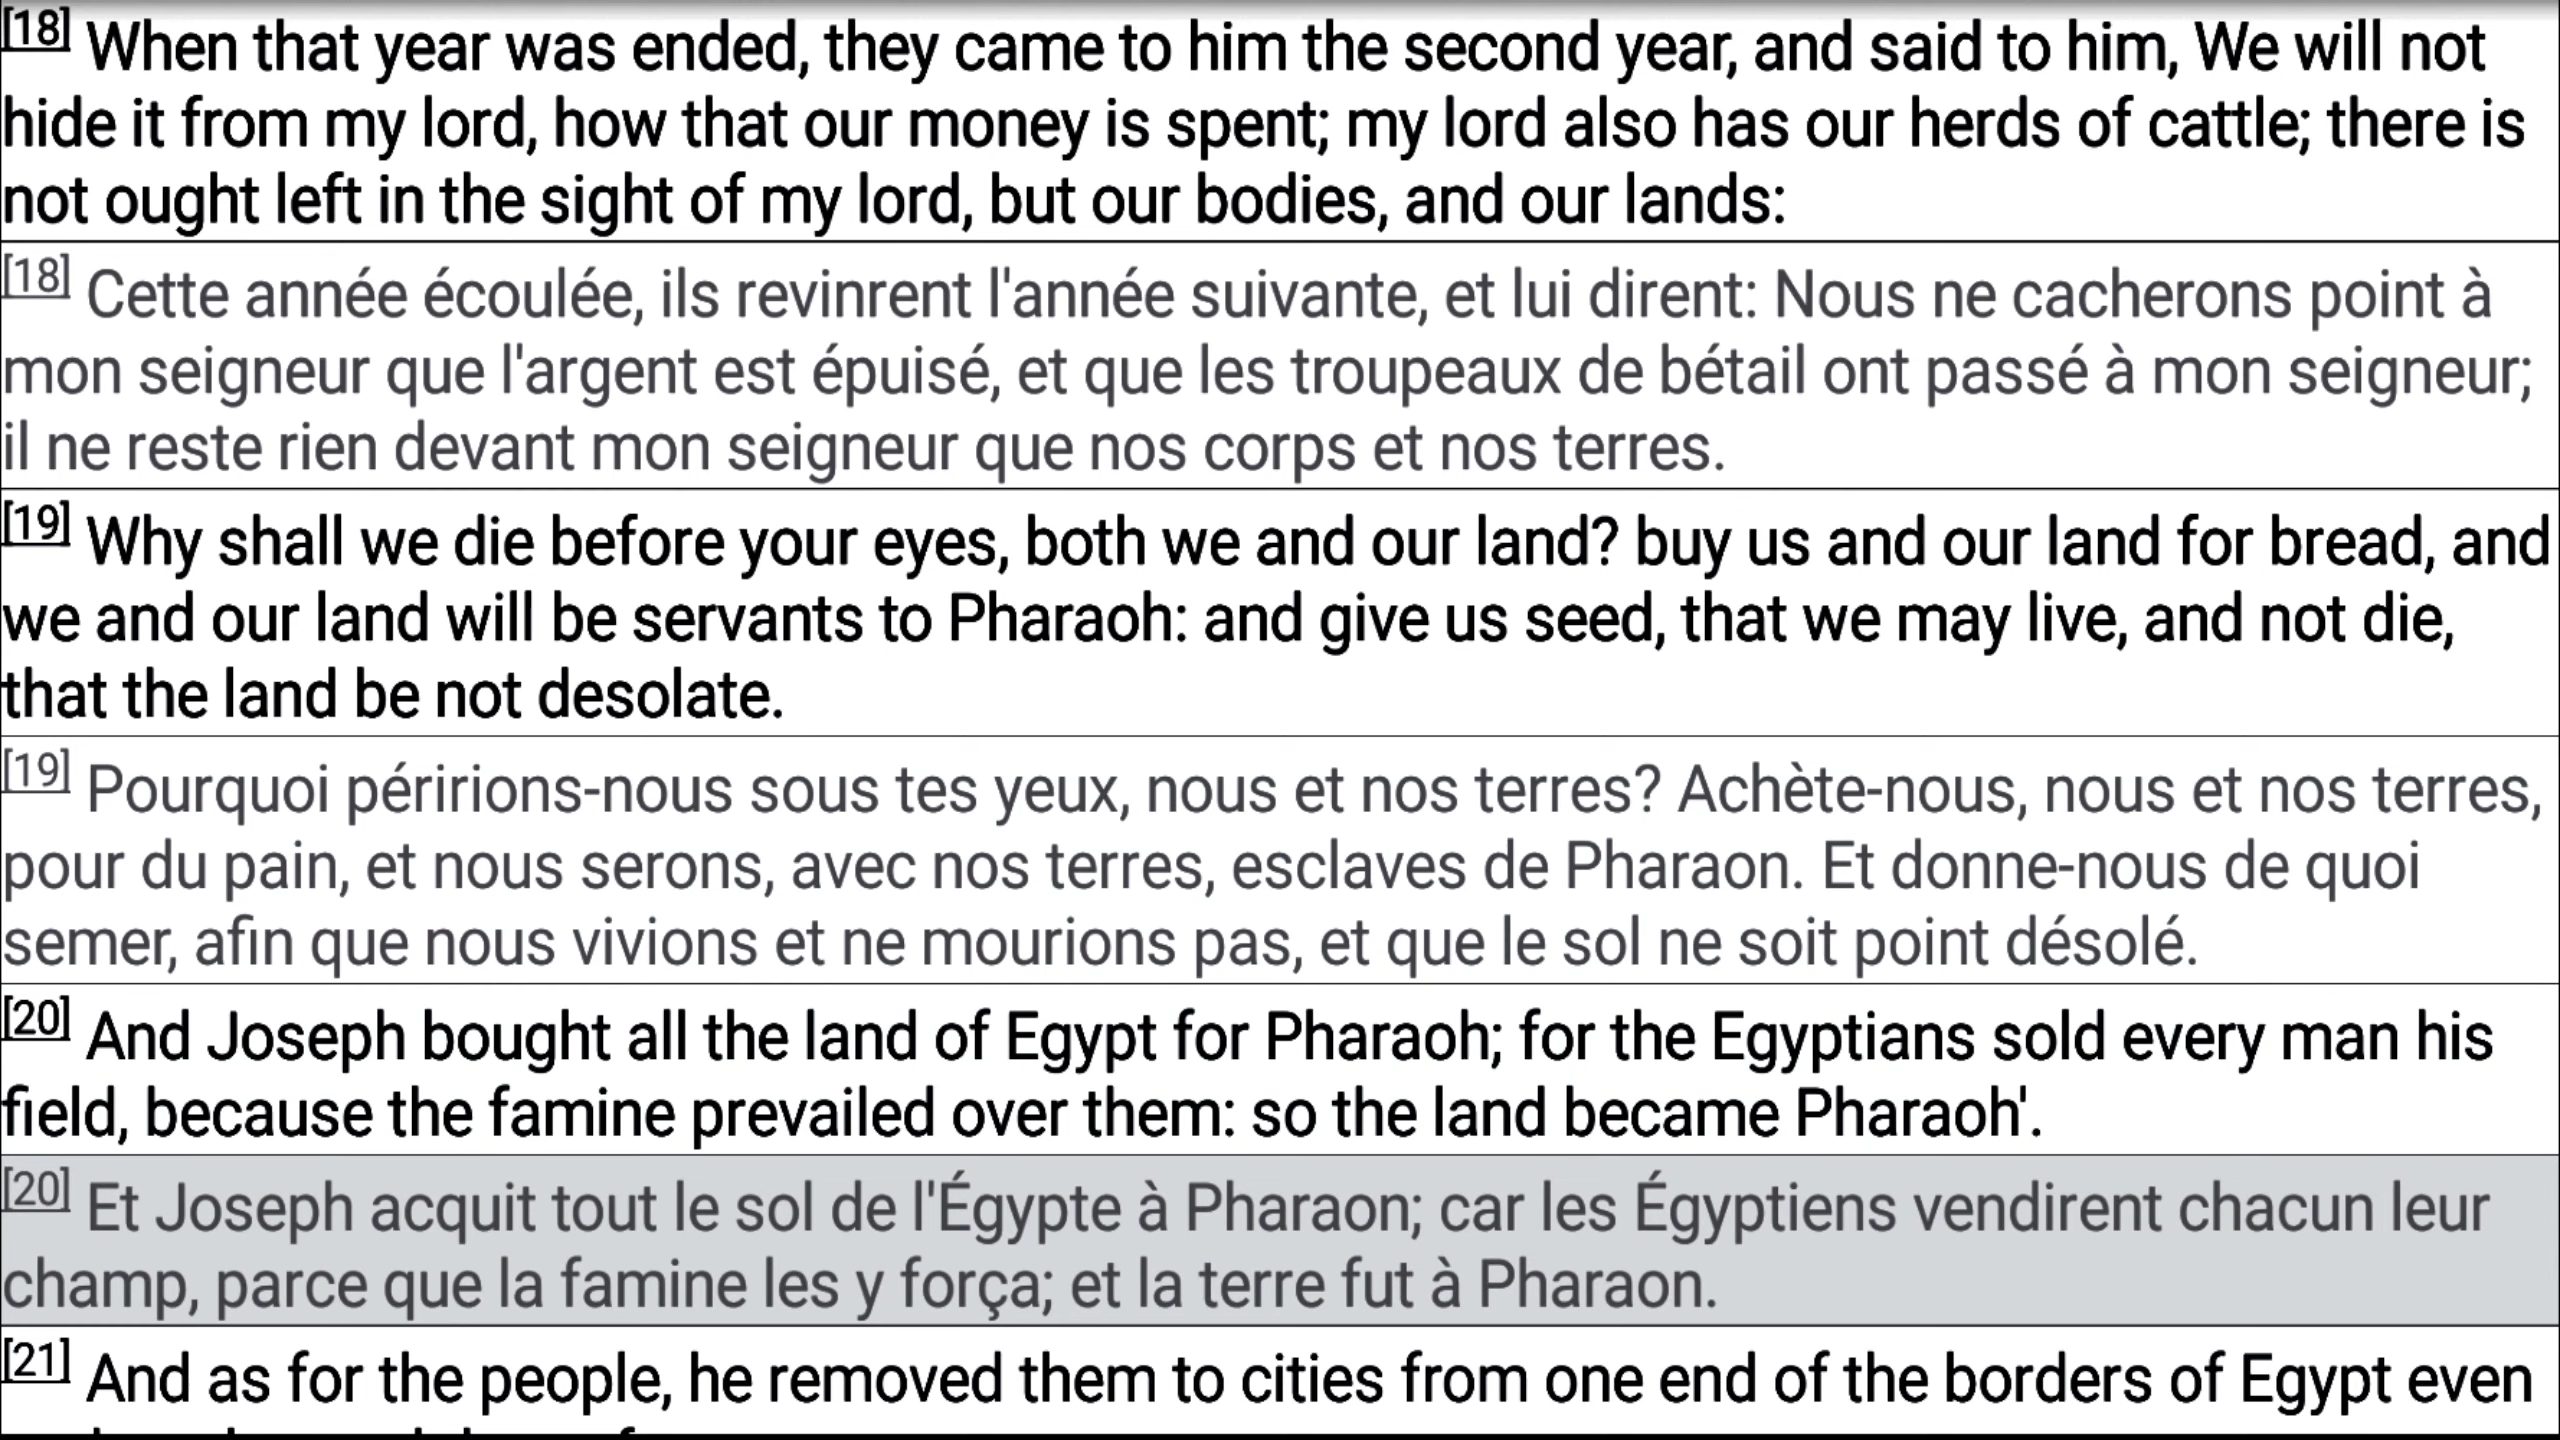 [18] When that year was ended, they came to him the second year, and said to him, We will not
hide it from my lord, how that our money is spent; my lord also has our herds of cattle; there is
not ought left in the sight of my lord, but our bodies, and our lands:
[18] Cette année écoulée, ils revinrent l'année suivante, et lui dirent: Nous ne cacherons point à
mon seigneur que l'argent est épuisé, et que les troupeaux de bétail ont passé à mon seigneur;
il ne reste rien devant mon seigneur que nos corps et nos terres.
[19] Why shall we die before your eyes, both we and our land? buy us and our land for bread, and
we and our land will be servants to Pharaoh: and give us seed, that we may live, and not die,
that the land be not desolate.
[19] Pourquoi péririons-nous sous tes yeux, nous et nos terres? Achète-nous, nous et nos terres,
pour du pain, et nous serons, avec nos terres, esclaves de Pharaon. Et donne-nous de quoi
semer, afin que nous vivions et ne mourions pas, et que le sol ne soit point désolé.
[20] And Joseph bought all the land of Egypt for Pharaoh; for the Egyptians sold every man his
field, because the famine prevailed over them: so the land became Pharaoh'.
[20] Et Joseph acquit tout le sol de l'Égypte à Pharaon; car les Égyptiens vendirent chacun leur
champ, parce que la famine les y força; et la terre fut à Pharaon.
[21] And as for the people, he removed them to cities from one end of the borders of Egypt even